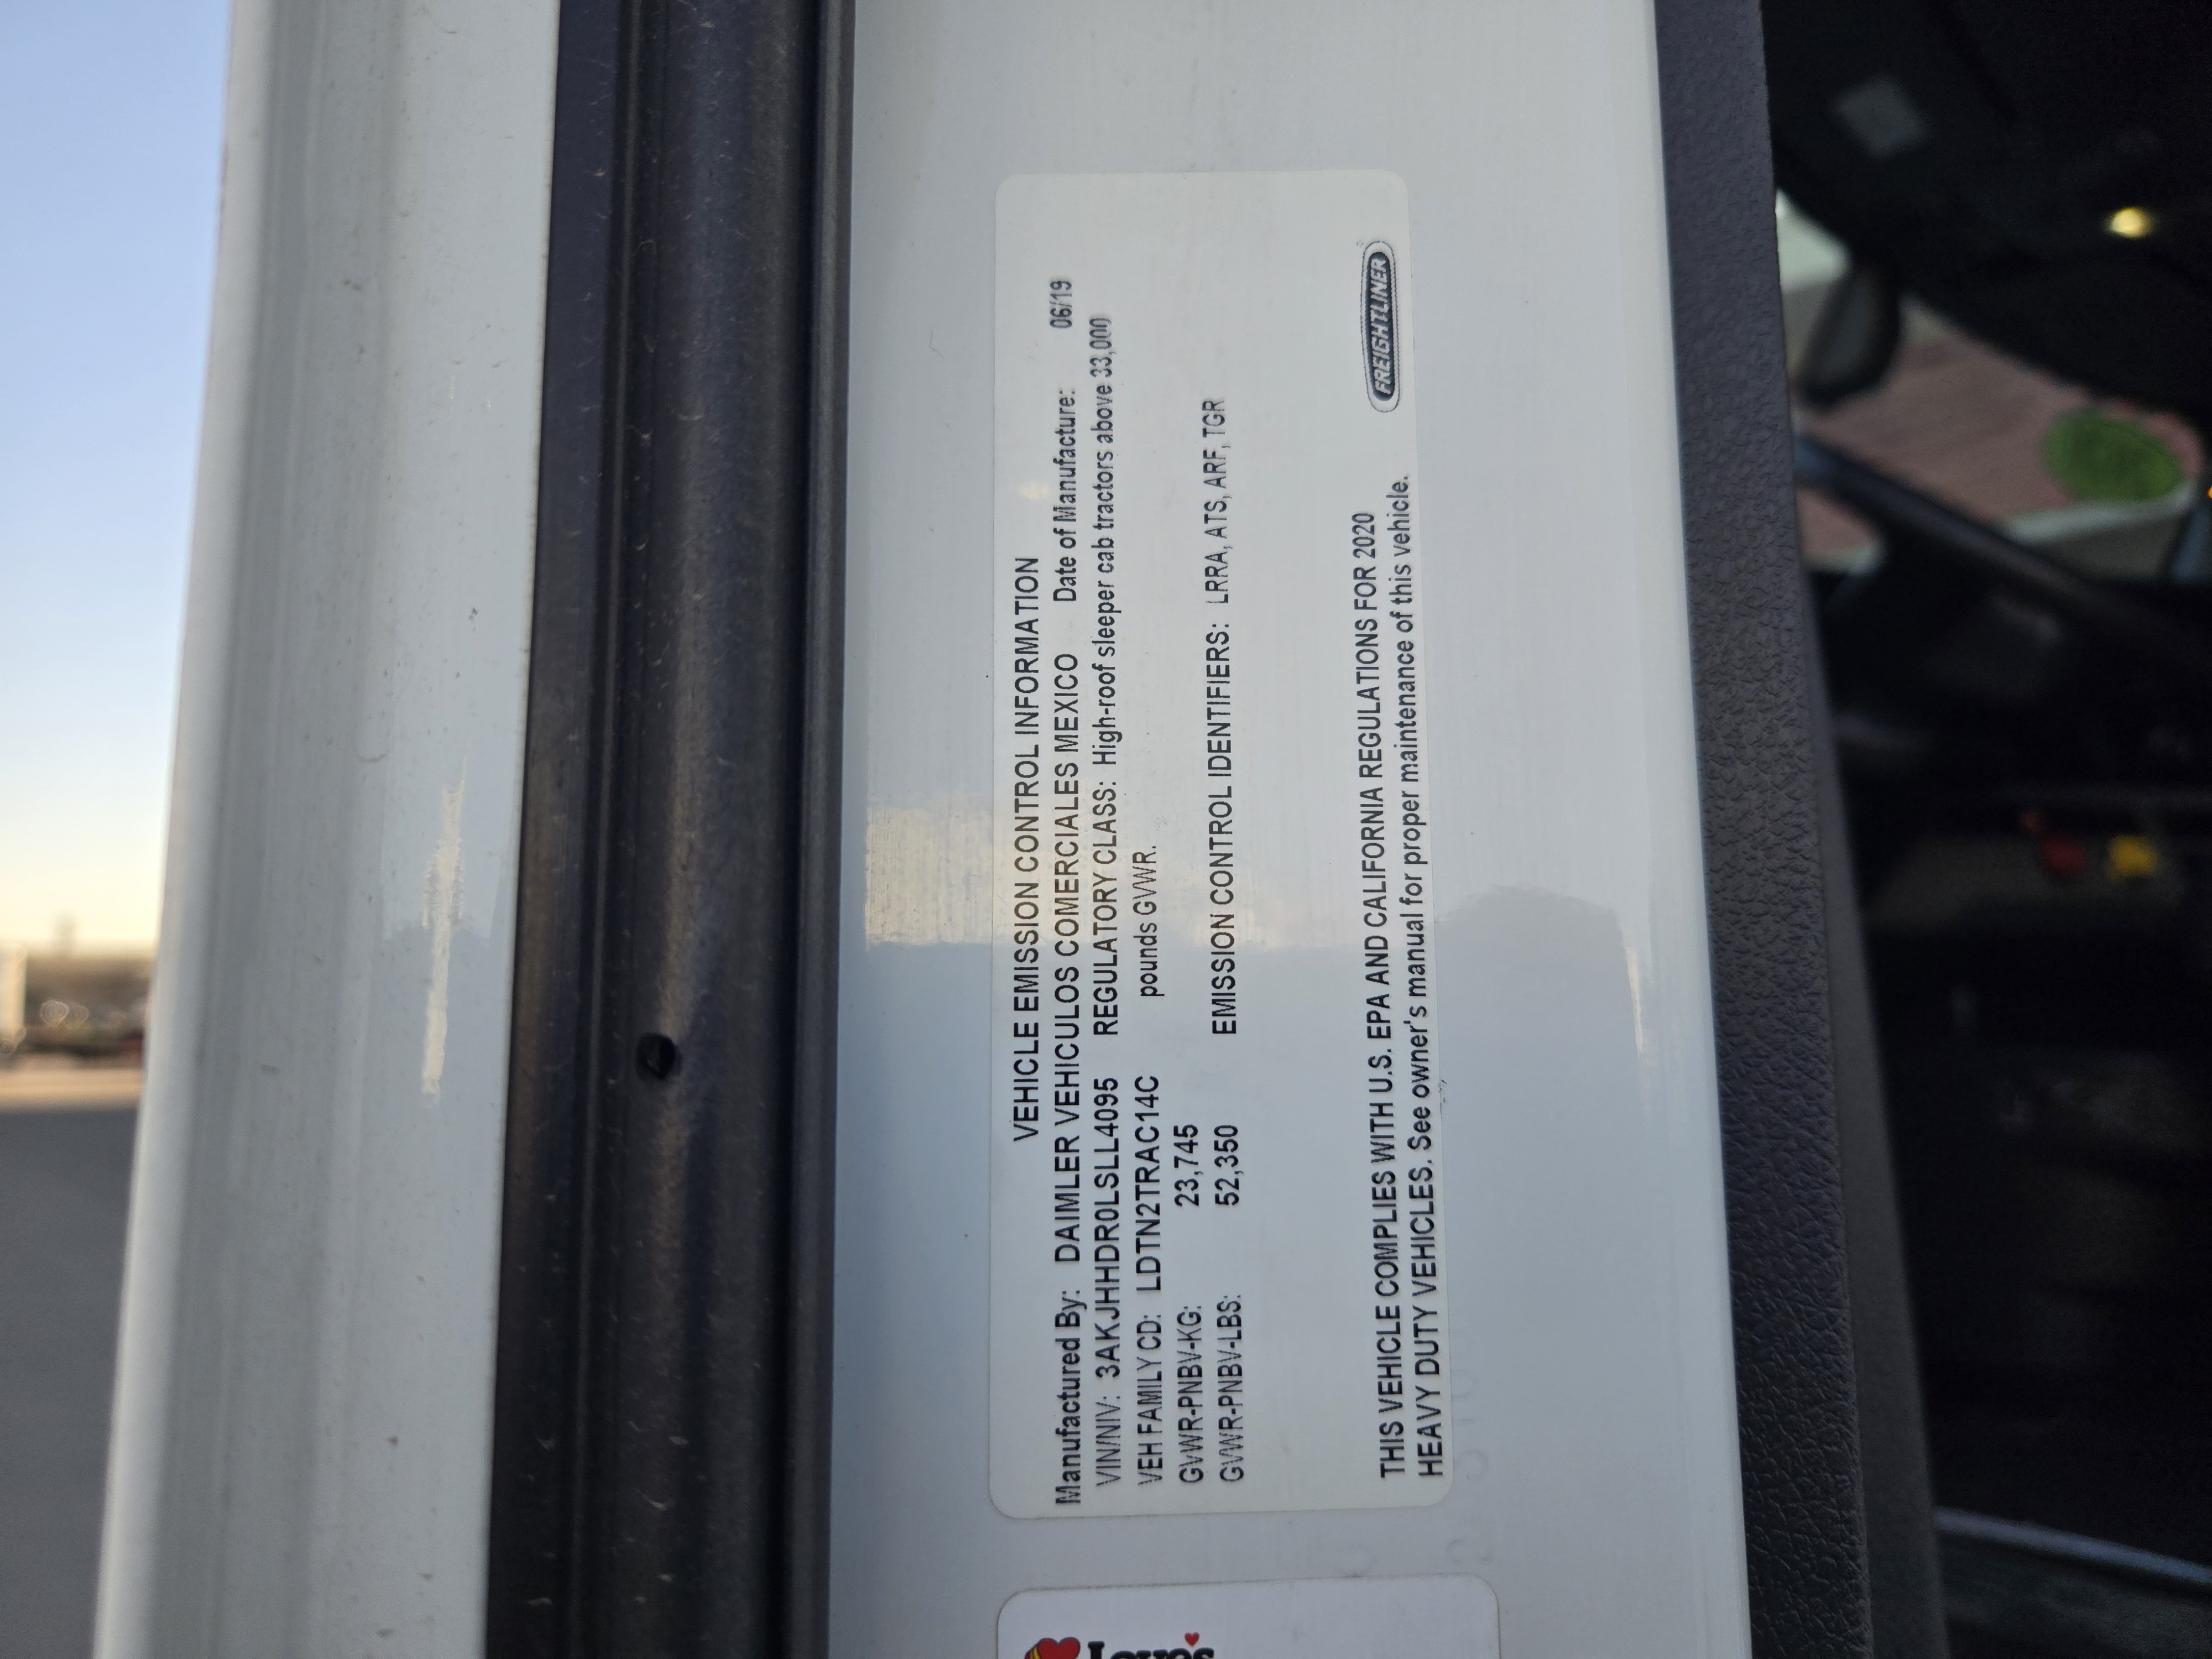 VEHICLE EMISSION CONTROL INFORMATION
Manufactured By: DAIMLER VEHICULOS COMERCIALES MEXICO Date of Manufacture: 06/19
VIN/NIV: 3AKJHHDR0LSLL4095 REGULATORY CLASS: High-roof sleeper cab tractors above 33,000
VEH FAMILY CD: LDTN2TRAC14C pounds GVWR.
GVWR-PNBV-KG: 23,745
GVWR-PNBV-LBS: 52,350 EMISSION CONTROL IDENTIFIERS: LRRA, ATS, ARF, TGR
THIS VEHICLE COMPLIES WITH U.S. EPA AND CALIFORNIA REGULATIONS FOR 2020
HEAVY DUTY VEHICLES. See owner's manual for proper maintenance of this vehicle.
FREIGHTLINER
Love's